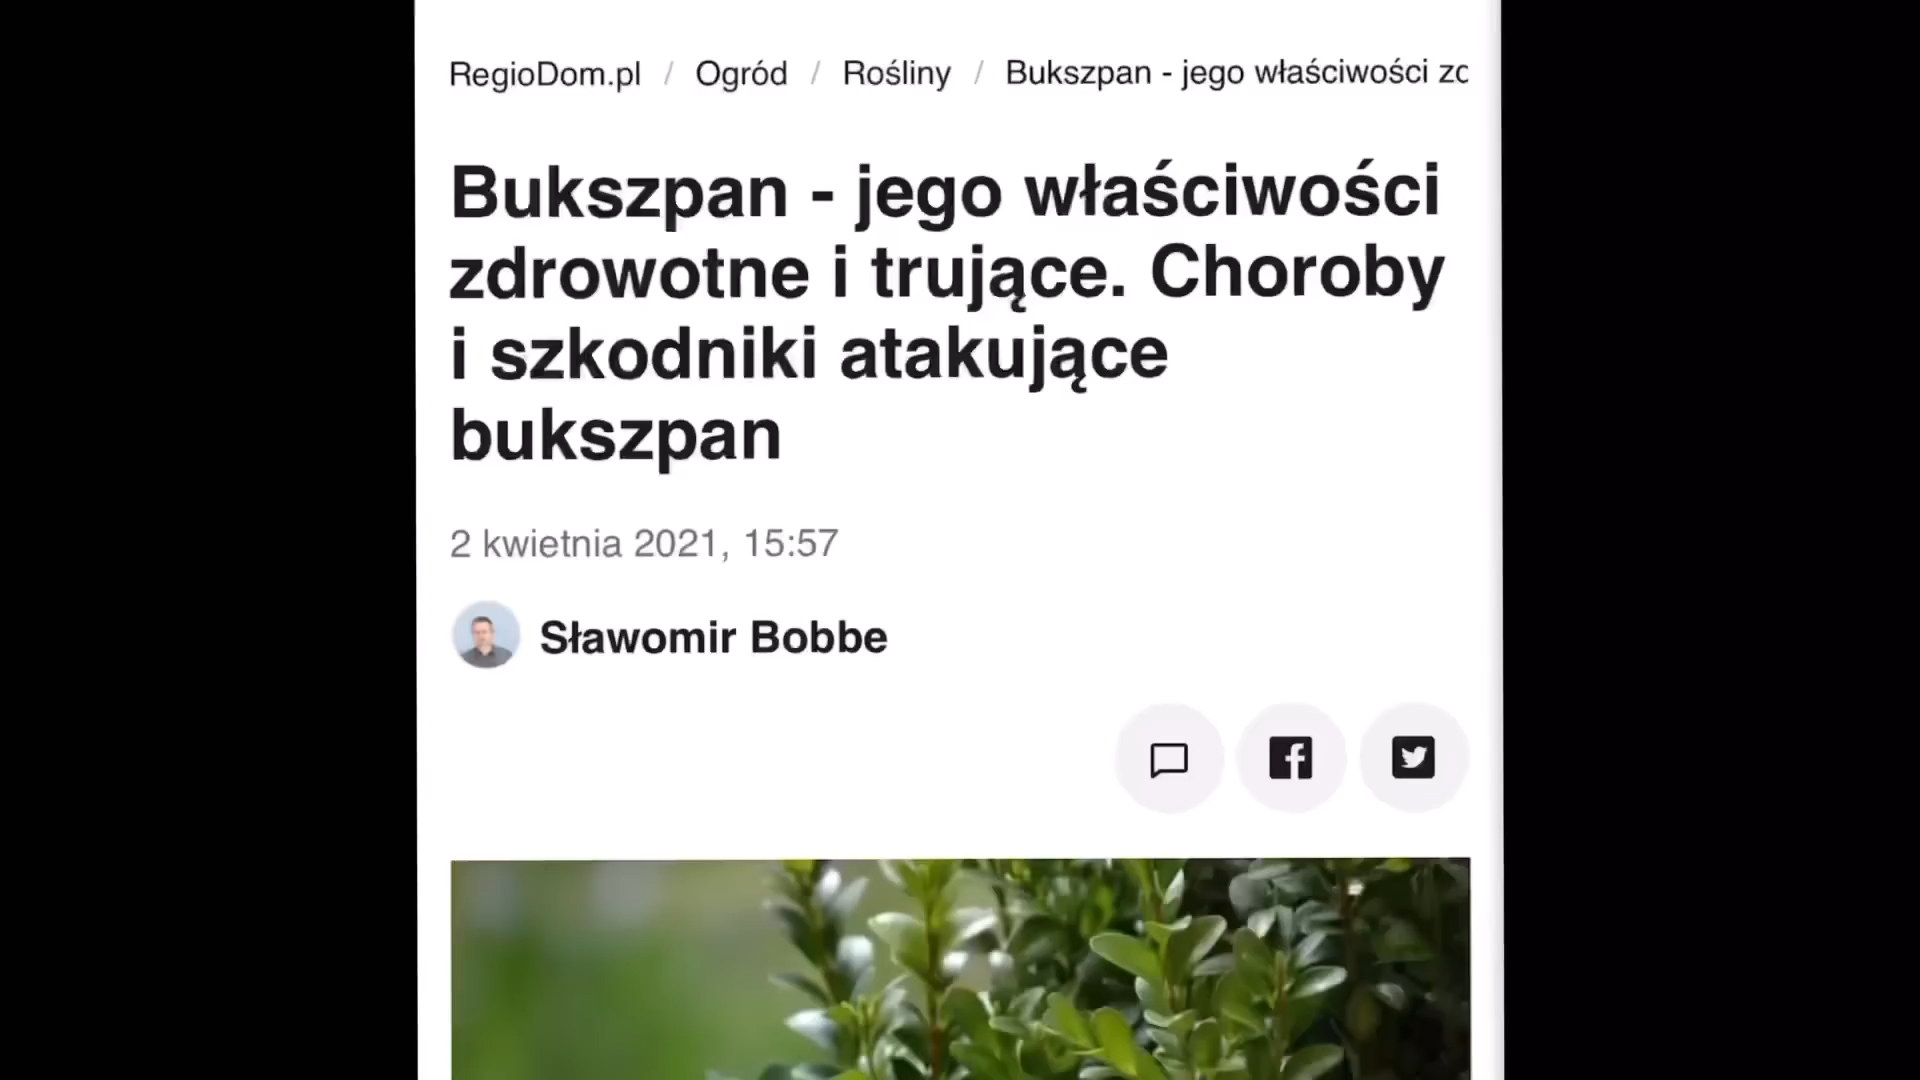 RegioDom.pl / Ogród / Rośliny / Bukszpan - jego właściwości
Bukszpan - jego właściwości
zdrowotne i trujące. Choroby
i szkodniki atakujące
bukszpan
2 kwietnia 2021, 15:57
Sławomir Bobbe